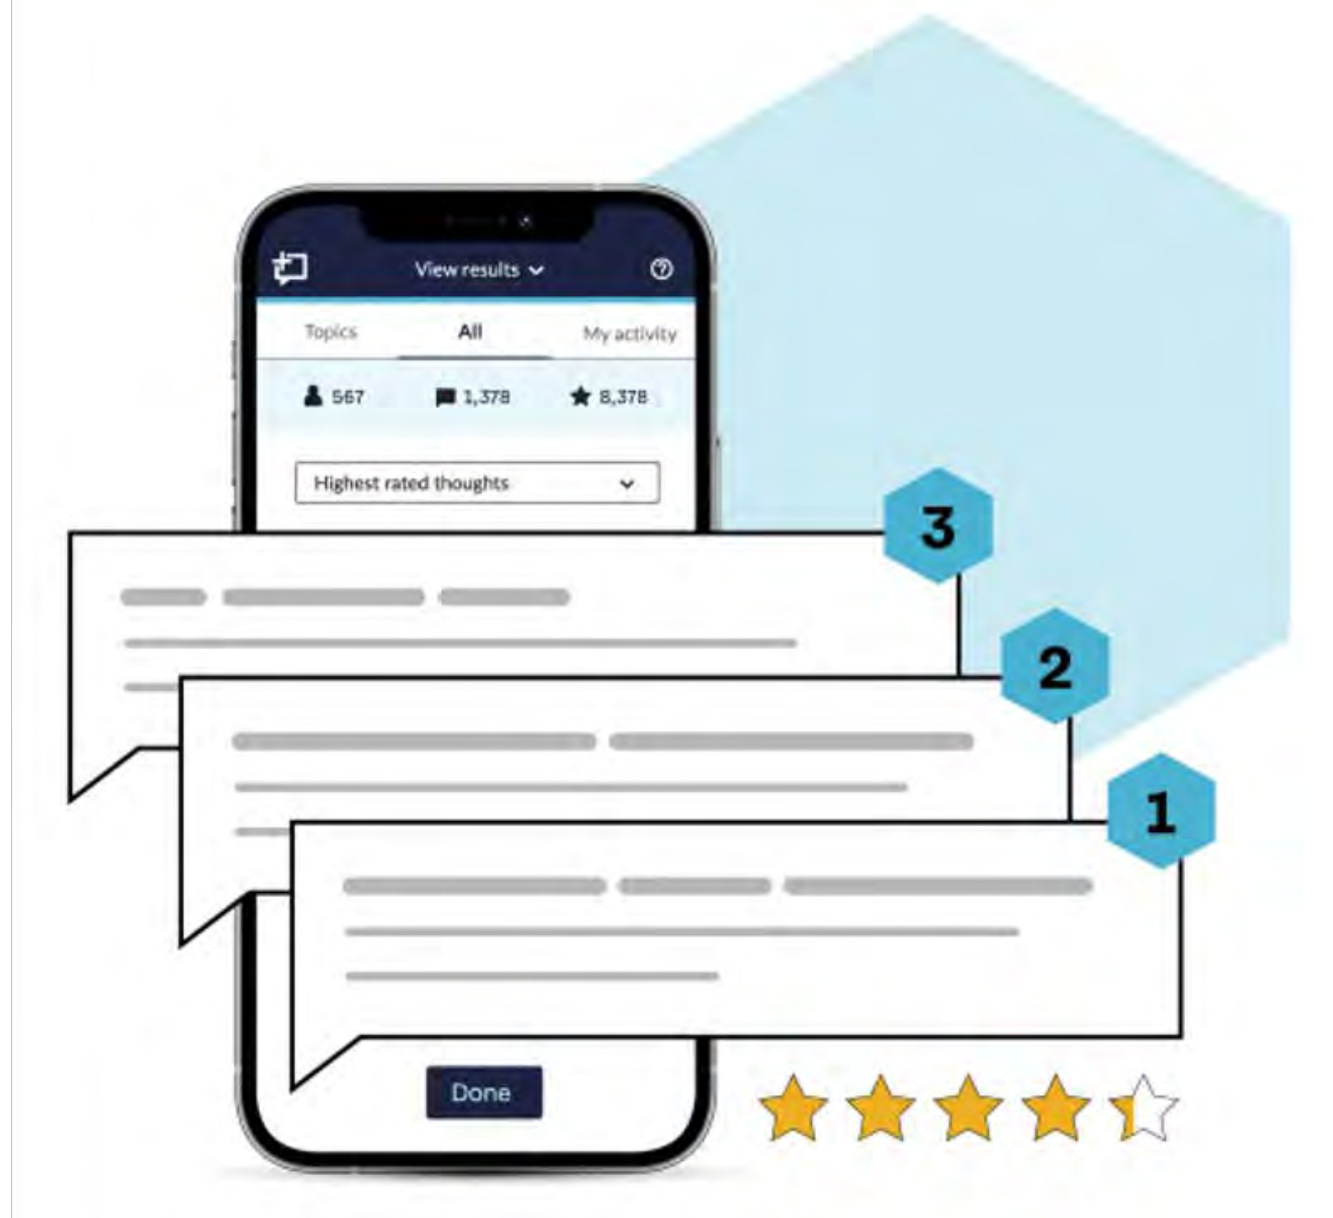 View results
Topics All My activity
567 1,378 8,378
Highest rated thoughts
3
2
1
Done